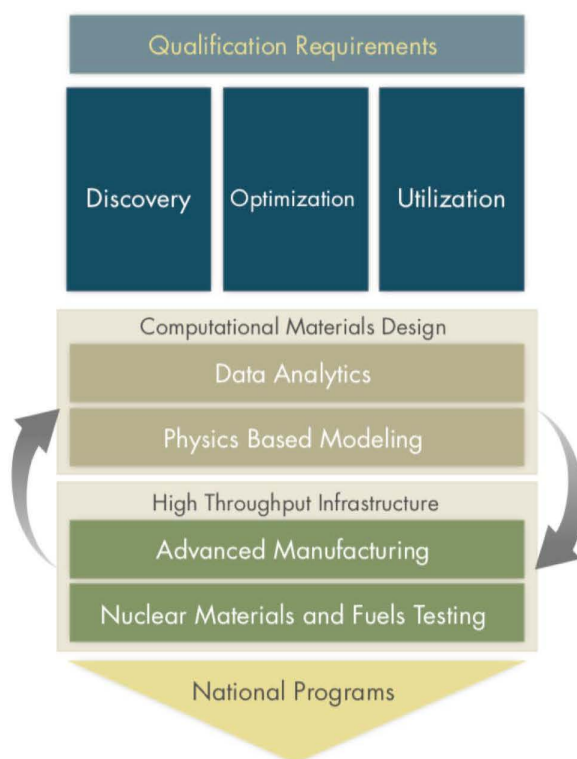 Qualification Requirements
Discovery
Optimization
Utilization
Computational Materials Design
Data Analytics
Physics Based Modeling
High Throughput Infrastructure
Advanced Manufacturing
Nuclear Materials and Fuels Testing
National Programs